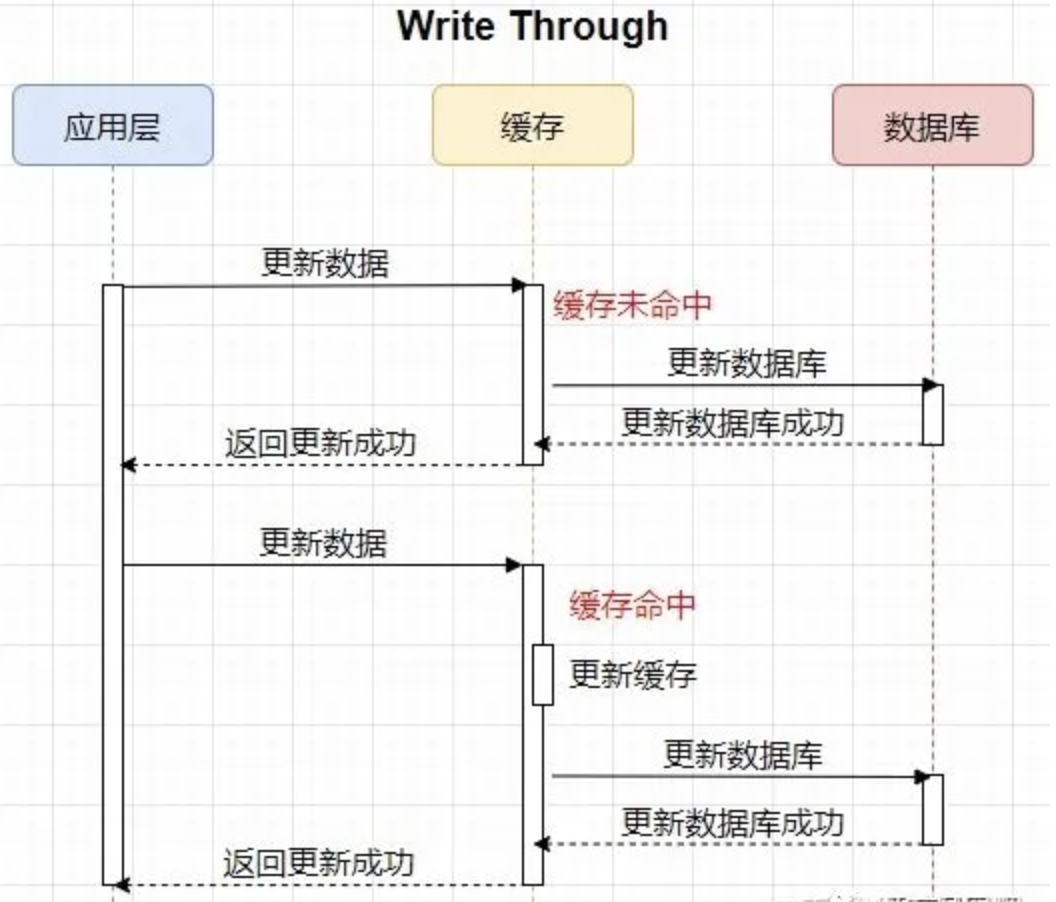 Write Through
应用层
缓存
数据库
更新数据
缓存未命中
更新数据库
更新数据库成功
返回更新成功
更新数据
缓存命中
更新缓存
更新数据库
更新数据库成功
返回更新成功